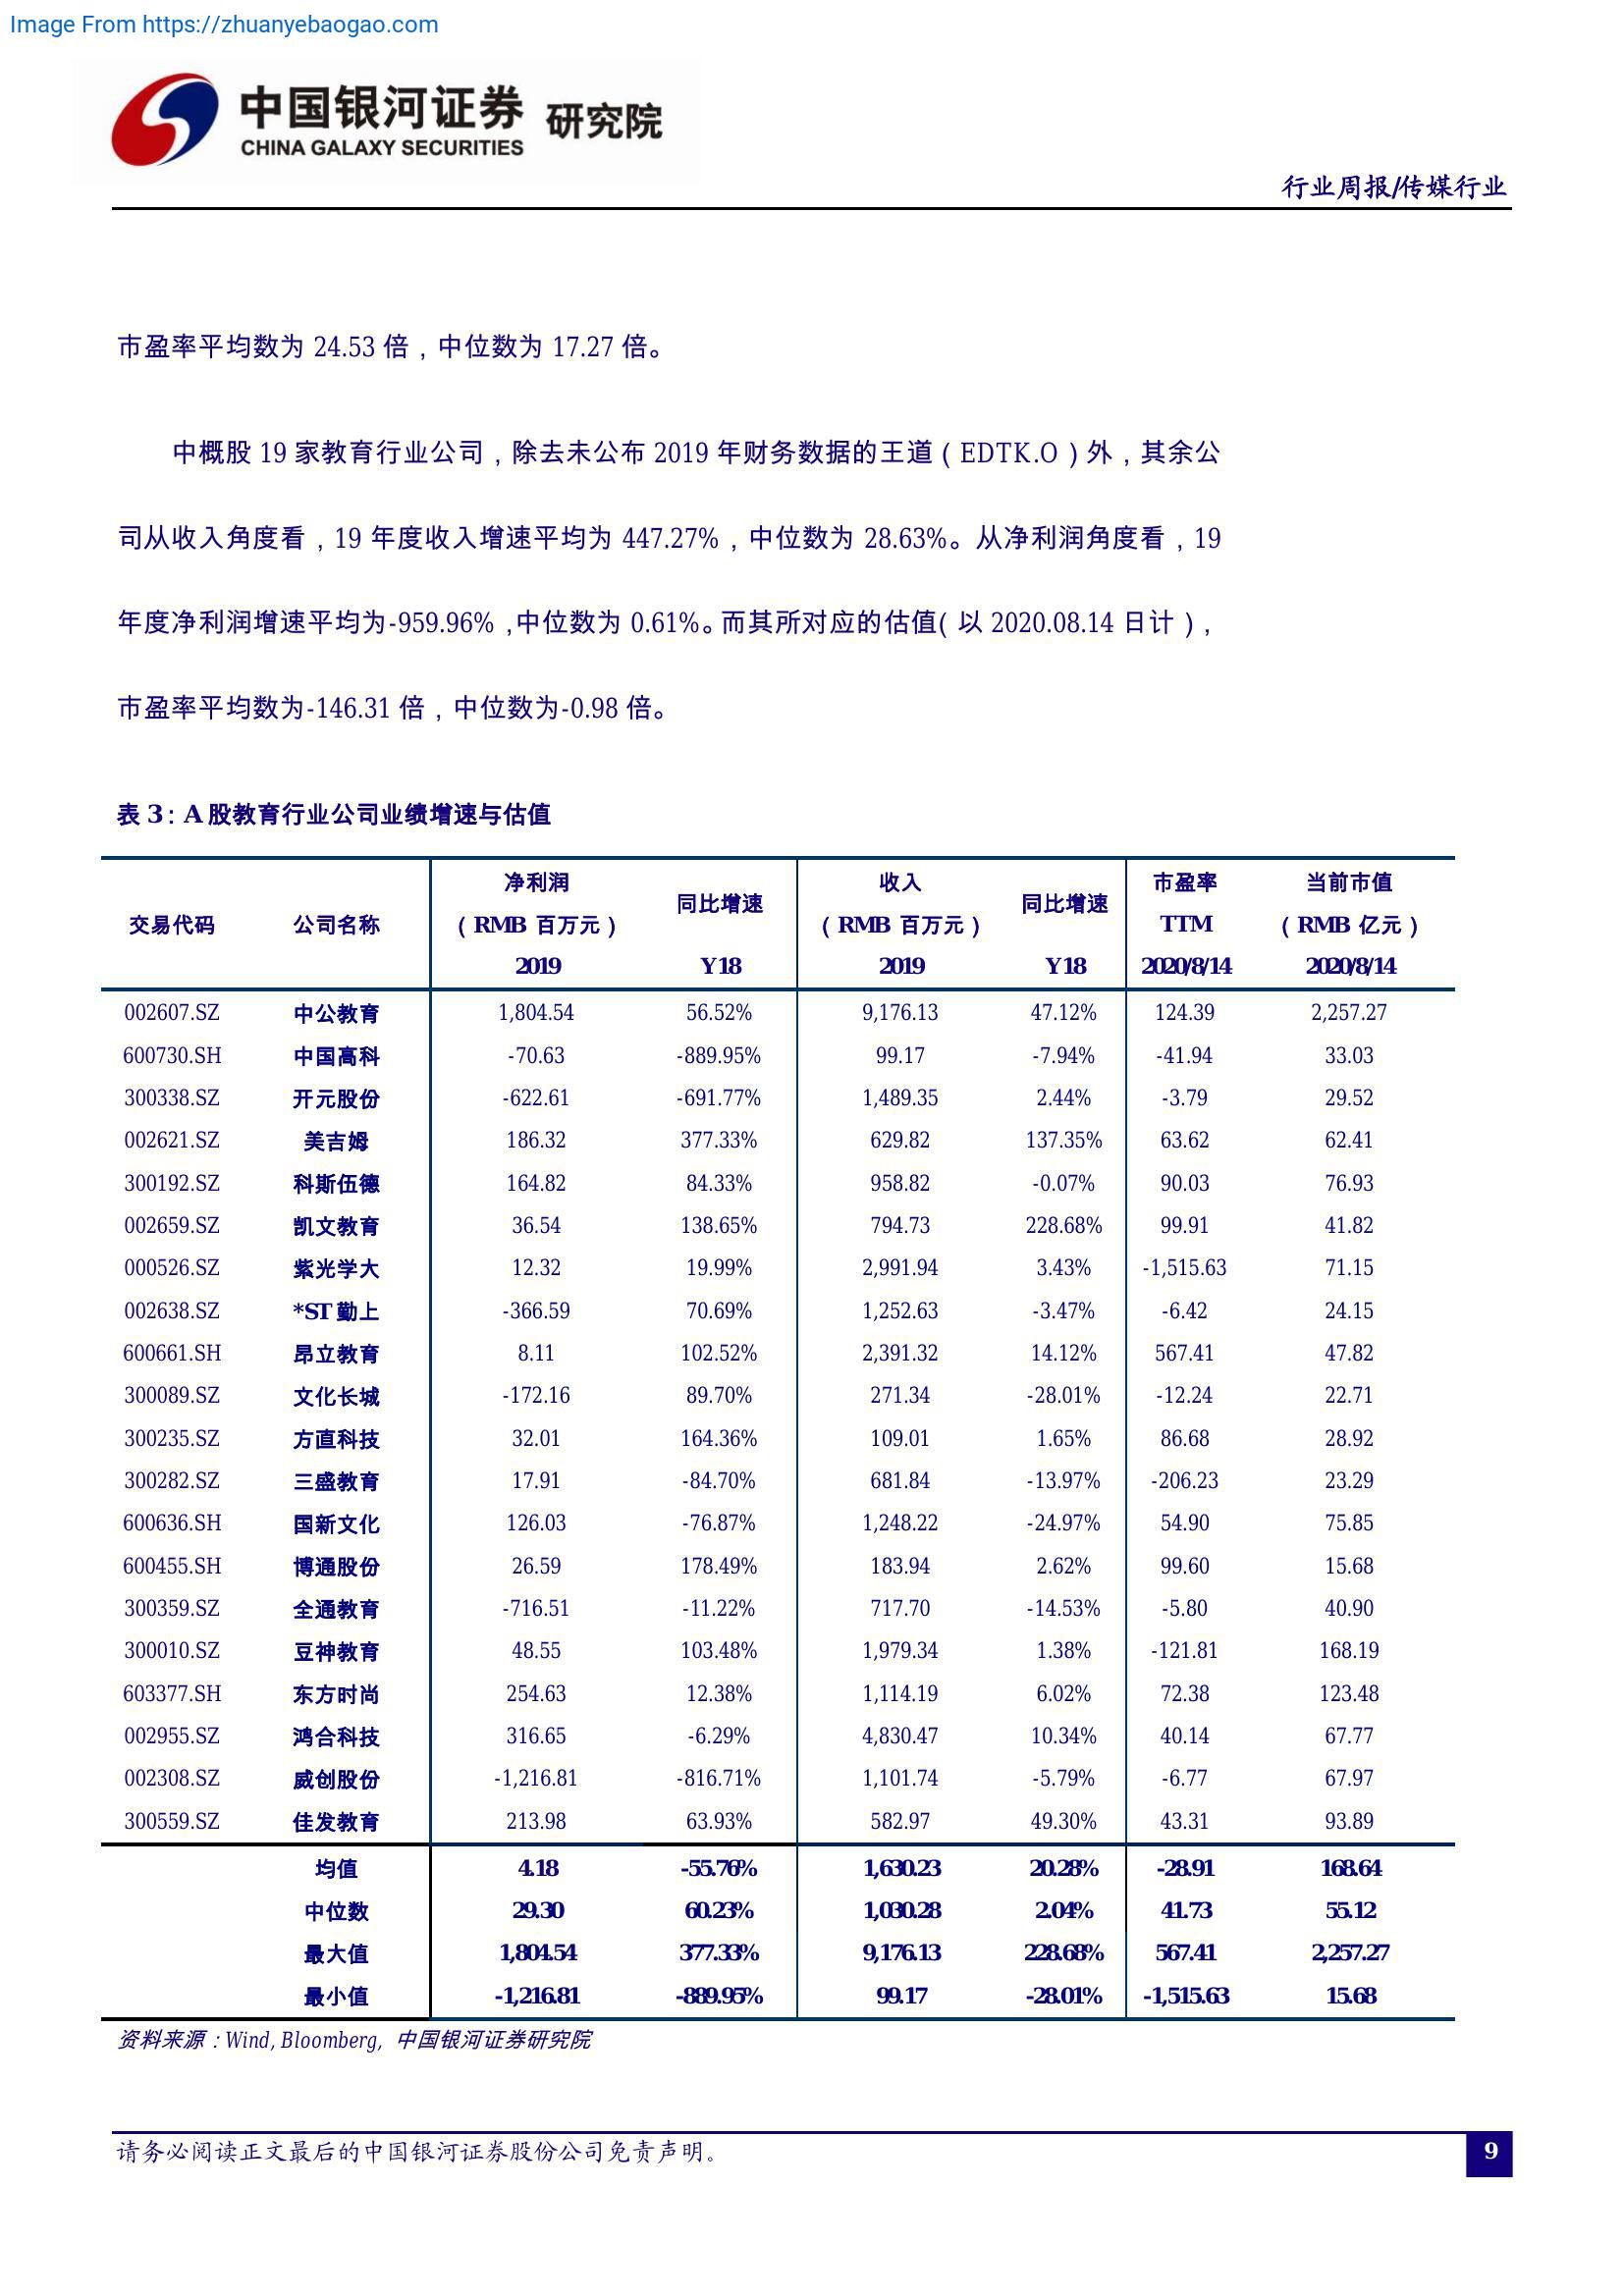 Image From https://zhuanyebaogao.com
中国银河证券 研究院
CHINA GALAXY SECURITIES
行业周报/传媒行业
市盈率平均数为 24.53 倍，中位数为 17.27 倍。
中概股 19 家教育行业公司，除去未公布 2019 年财务数据的王道（EDTK.O）外，其余公
司从收入角度看，19 年度收入增速平均为 447.27%，中位数为 28.63%。从净利润角度看，19
年度净利润增速平均为-959.96%，中位数为 0.61%。而其所对应的估值（以 2020.08.14 日计），
市盈率平均数为-146.31 倍，中位数为-0.98 倍。
表 3：A 股教育行业公司业绩增速与估值
交易代码 公司名称 净利润（RMB 百万元）2019 同比增速 Y18 收入（RMB 百万元）2019 同比增速 Y18 市盈率 TTM 2020/8/14 当前市值（RMB 亿元）2020/8/14
002607.SZ 中公教育 1,804.54 56.52% 9,176.13 47.12% 124.39 2,257.27
600730.SH 中国高科 -70.63 -889.95% 99.17 -7.94% -41.94 33.03
300338.SZ 开元股份 -622.61 -691.77% 1,489.35 2.44% -3.79 29.52
002621.SZ 美吉姆 186.32 377.33% 629.82 137.35% 63.62 62.41
300192.SZ 科斯伍德 164.82 84.33% 958.82 -0.07% 90.03 76.93
002659.SZ 凯文教育 36.54 138.65% 794.73 228.68% 99.91 41.82
000526.SZ 紫光学大 12.32 19.99% 2,991.94 3.43% -1,515.63 71.15
002638.SZ *ST 勤上 -366.59 70.69% 1,252.63 -3.47% -6.42 24.15
600661.SH 昂立教育 8.11 102.52% 2,391.32 14.12% 567.41 47.82
300089.SZ 文化长城 -172.16 89.70% 271.34 -28.01% -12.24 22.71
300235.SZ 方直科技 32.01 164.36% 109.01 1.65% 86.68 28.92
300282.SZ 三盛教育 17.91 -84.70% 681.84 -13.97% -206.23 23.29
600636.SH 国新文化 126.03 -76.87% 1,248.22 -24.97% 54.90 75.85
600455.SH 博通股份 26.59 178.49% 183.94 2.62% 99.60 15.68
300359.SZ 全通教育 -716.51 -11.22% 717.70 -14.53% -5.80 40.90
300010.SZ 豆神教育 48.55 103.48% 1,979.34 1.38% -121.81 168.19
603377.SH 东方时尚 254.63 12.38% 1,114.19 6.02% 72.38 123.48
002955.SZ 鸿合科技 316.65 -6.29% 4,830.47 10.34% 40.14 67.77
002308.SZ 威创股份 -1,216.81 -816.71% 1,101.74 -5.79% -6.77 67.97
300559.SZ 佳发教育 213.98 63.93% 582.97 49.30% 43.31 93.89
均值 4.18 -55.76% 1,630.23 20.28% -28.91 168.64
中位数 29.30 60.23% 1,030.28 2.04% 41.73 55.12
最大值 1,804.54 377.33% 9,176.13 228.68% 567.41 2,257.27
最小值 -1,216.81 -889.95% 99.17 -28.01% -1,515.63 15.68
资料来源：Wind, Bloomberg, 中国银河证券研究院
请务必阅读正文最后的中国银河证券股份公司免责声明。
9